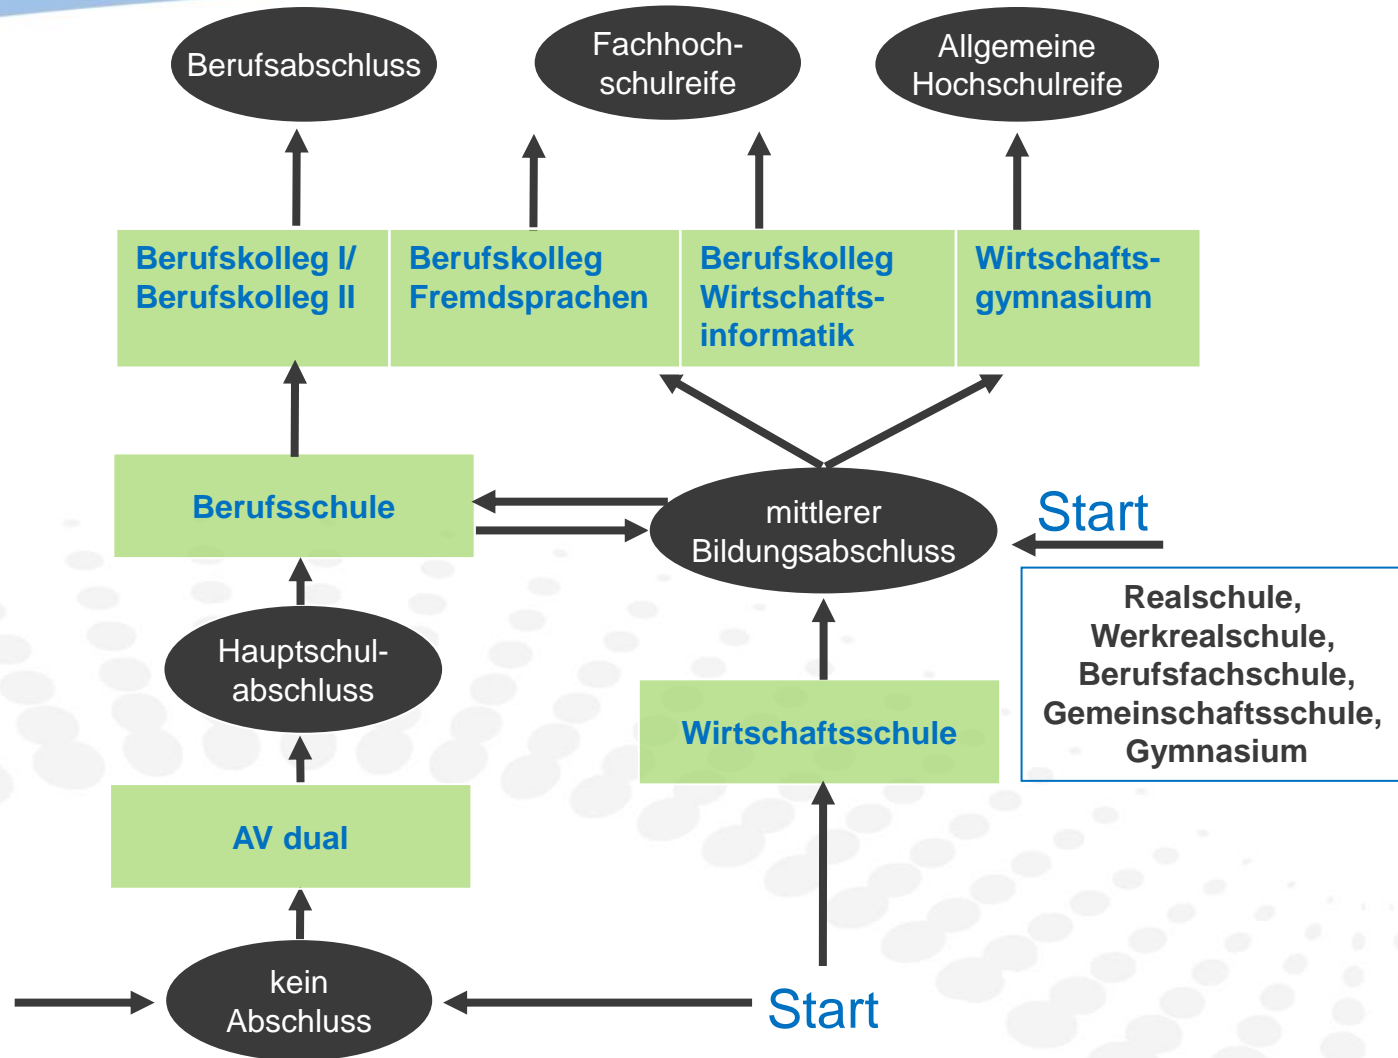 Berufsabschluss
Fachhoch-
schulreife
Allgemeine
Hochschulreife
Berufskolleg I/
Berufskolleg II
Berufskolleg
Fremdsprachen
Berufskolleg
Wirtschafts-
informatik
Wirtschafts-
gymnasium
Berufsschule
mittlerer
Bildungsabschluss
Start
Realschule,
Werkrealschule,
Berufsfachschule,
Gemeinschaftsschule,
Gymnasium
Hauptschul-
abschluss
Wirtschaftsschule
AV dual
kein
Abschluss
Start